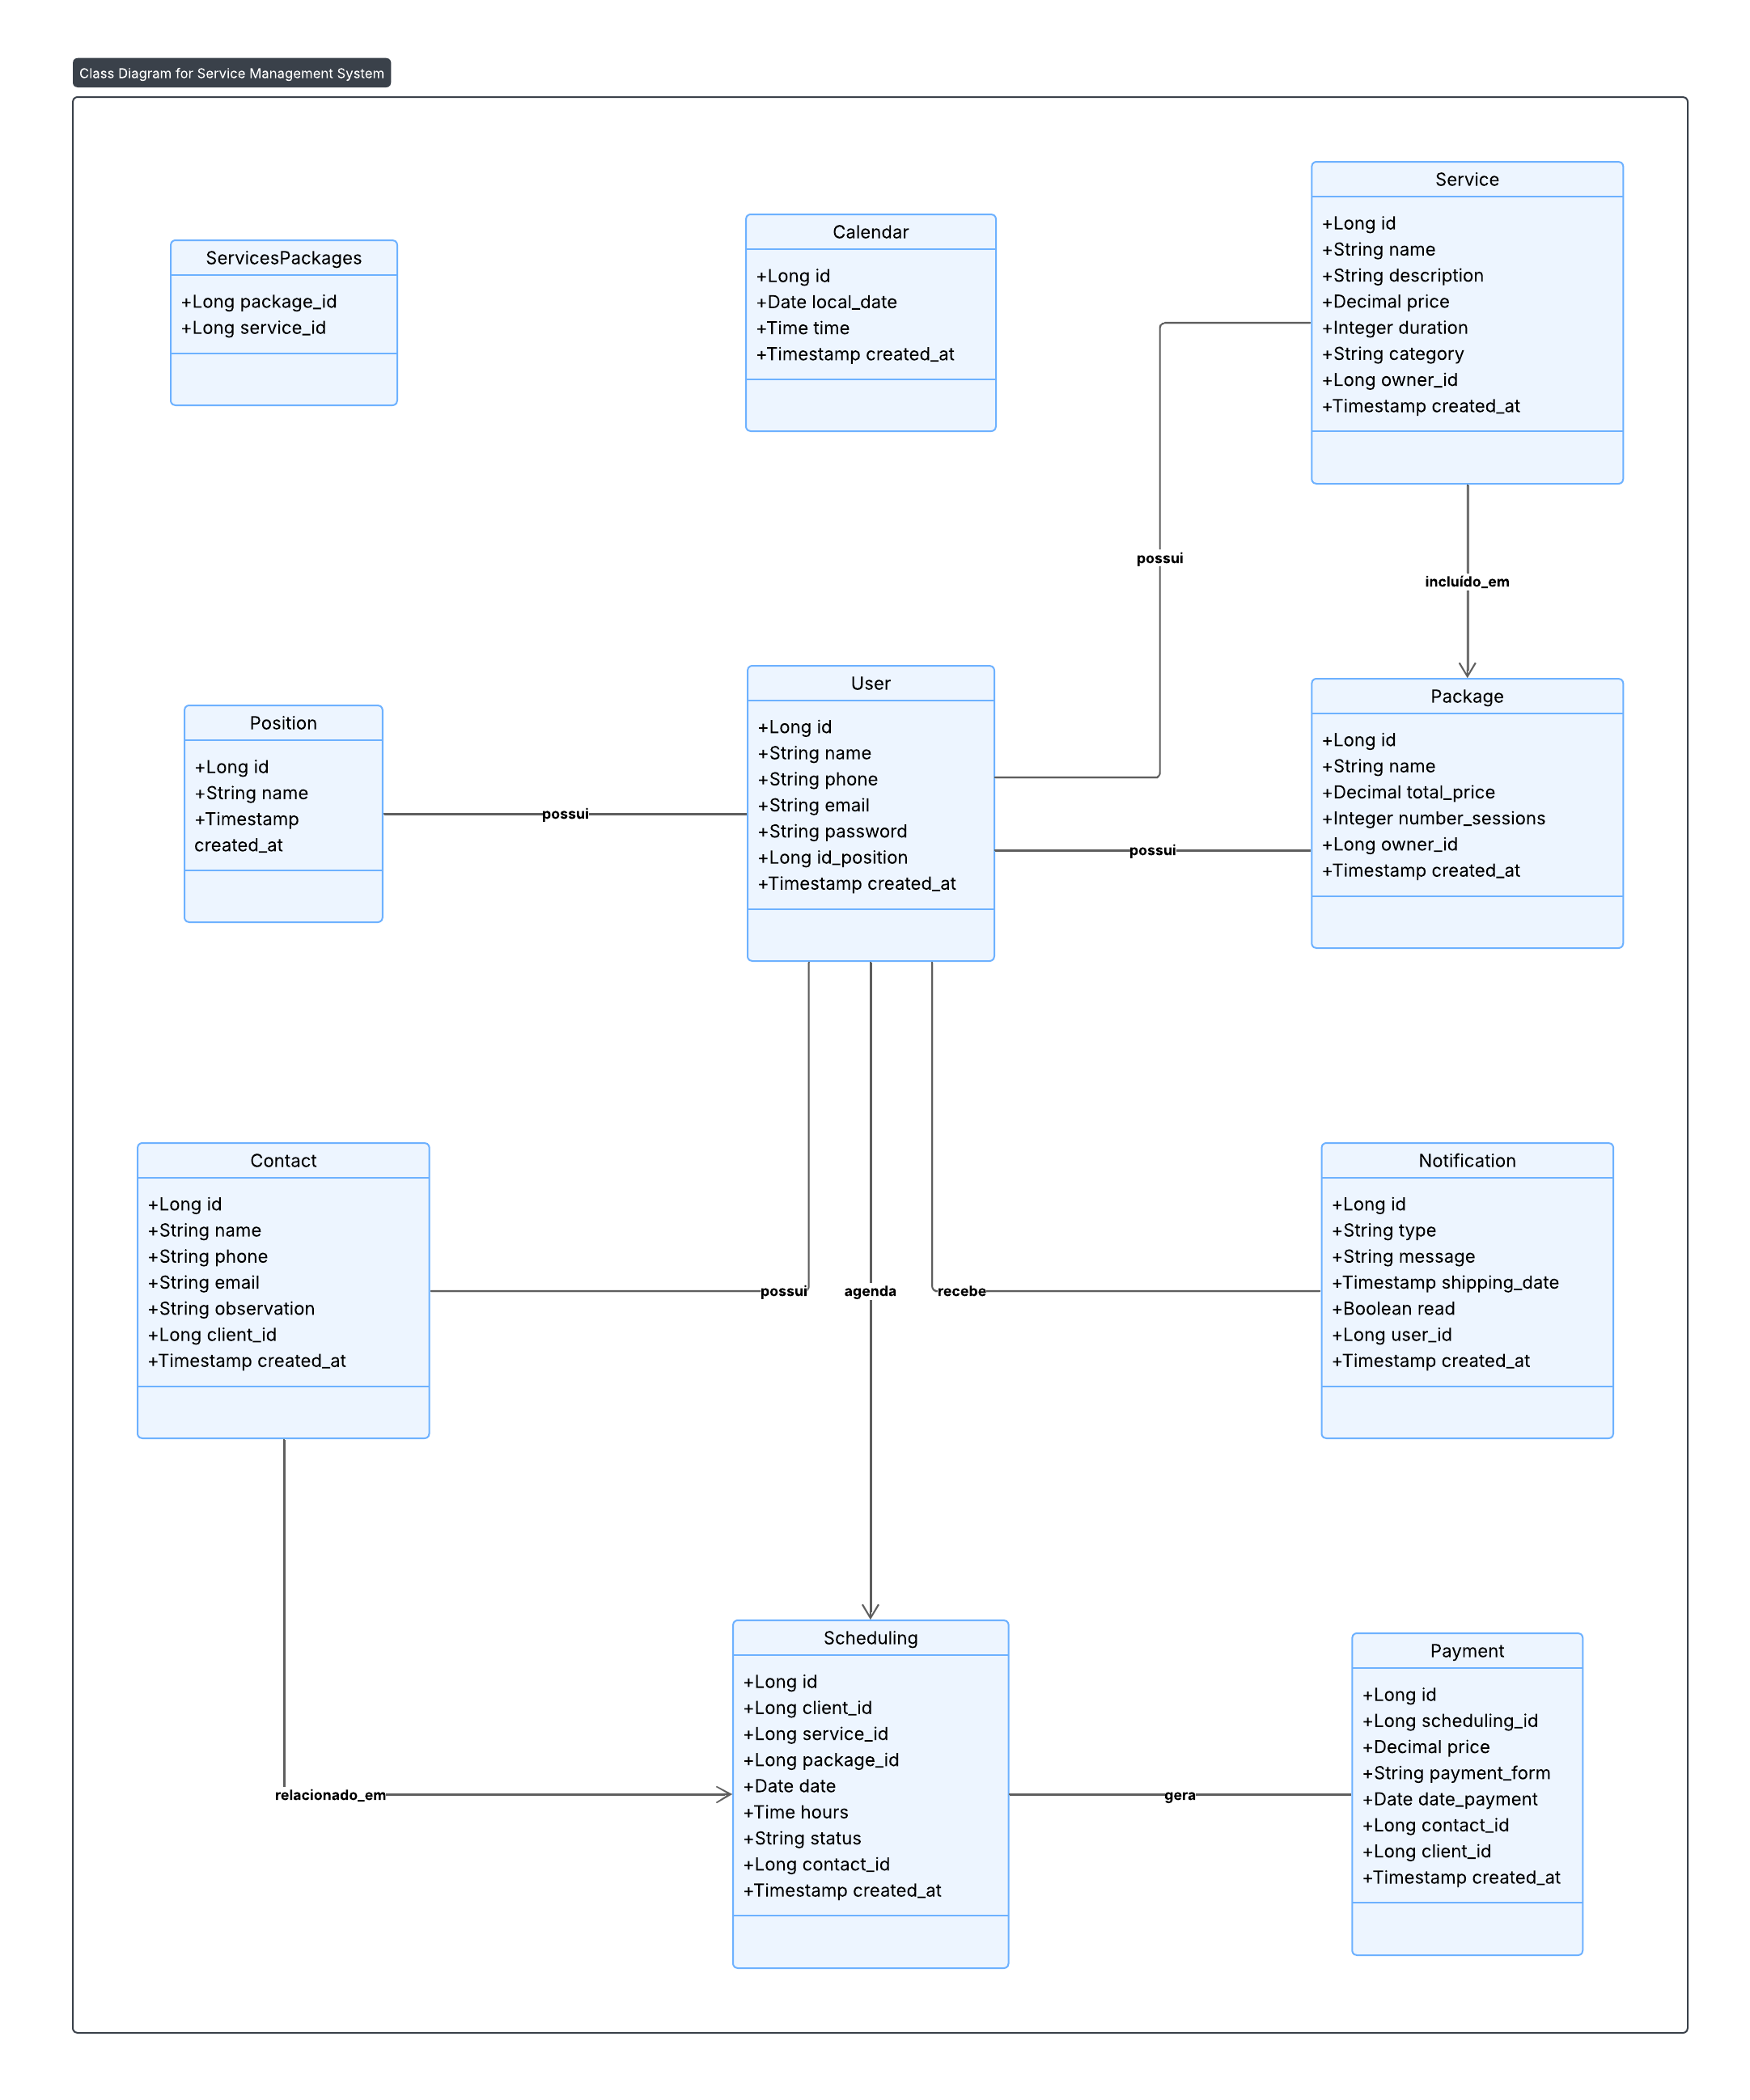 Class Diagram for Service Management System
ServicesPackages
+Long package_id
+Long service_id
Calendar
+Long id
+Date local_date
+Time time
+Timestamp created_at
Service
+Long id
+String name
+String description
+Decimal price
+Integer duration
+String category
+Long owner_id
+Timestamp created_at
possui
incluído_em
Position
+Long id
+String name
+Timestamp
created_at
possui
User
+Long id
+String name
+String phone
+String email
+String password
+Long id_position
+Timestamp created_at
possui
Package
+Long id
+String name
+Decimal total_price
+Integer number_sessions
+Long owner_id
+Timestamp created_at
Contact
+Long id
+String name
+String phone
+String email
+String observation
+Long client_id
+Timestamp created_at
possui
agenda
recebe
Notification
+Long id
+String type
+String message
+Timestamp shipping_date
+Boolean read
+Long user_id
+Timestamp created_at
relacionado_em
Scheduling
+Long id
+Long client_id
+Long service_id
+Long package_id
+Date date
+Time hours
+String status
+Long contact_id
+Timestamp created_at
gera
Payment
+Long id
+Long scheduling_id
+Decimal price
+String payment_form
+Date date_payment
+Long contact_id
+Long client_id
+Timestamp created_at